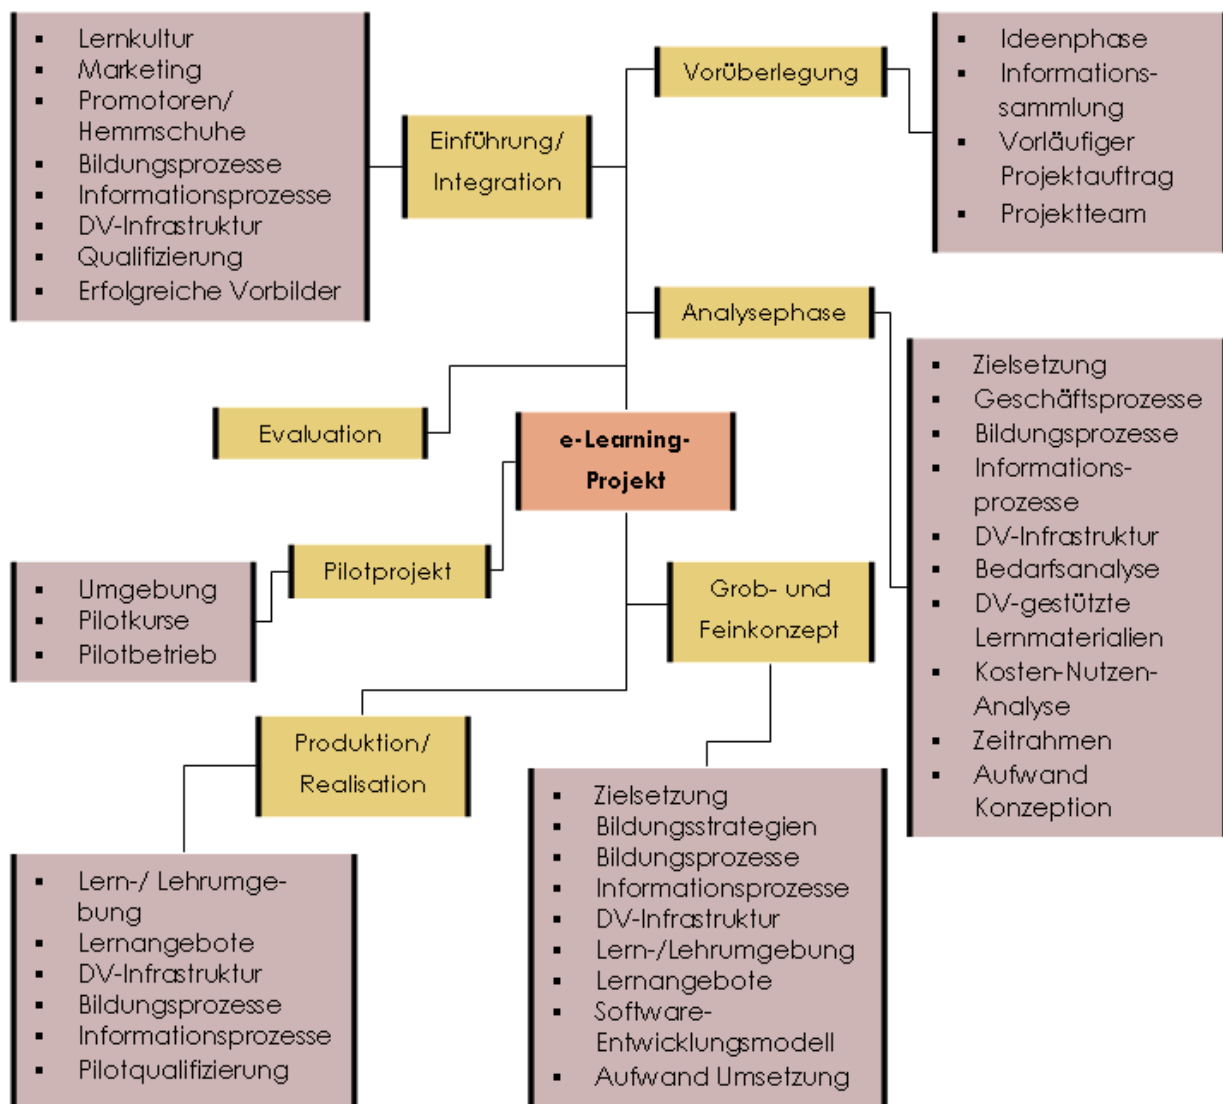 Lernkultur
Marketing
Promotoren/
Hemmschuhe
Bildungsprozesse
Informationsprozesse
DV-Infrastruktur
Qualifizierung
Erfolgreiche Vorbilder
Einführung/
Integration
Vorüberlegung
Ideenphase
Informations-
sammlung
Vorläufiger
Projektauftrag
Projektteam
Analysephase
Zielsetzung
Geschäftsprozesse
Bildungsprozesse
Informations-
prozesse
DV-Infrastruktur
Bedarfsanalyse
DV-gestützte
Lernmaterialien
Kosten-Nutzen-
Analyse
Zeitrahmen
Aufwand
Konzeption
Evaluation
e-Learning-
Projekt
Pilotprojekt
Umgebung
Pilotkurse
Pilotbetrieb
Grob- und
Feinkonzept
Produktion/
Realisation
Zielsetzung
Bildungsstrategien
Bildungsprozesse
Informationsprozesse
DV-Infrastruktur
Lern-/Lehrumgebung
Lernangebote
Software-
Entwicklungsmodell
Aufwand Umsetzung
Lern-/ Lehrumge-
bung
Lernangebote
DV-Infrastruktur
Bildungsprozesse
Informationsprozesse
Pilotqualifizierung